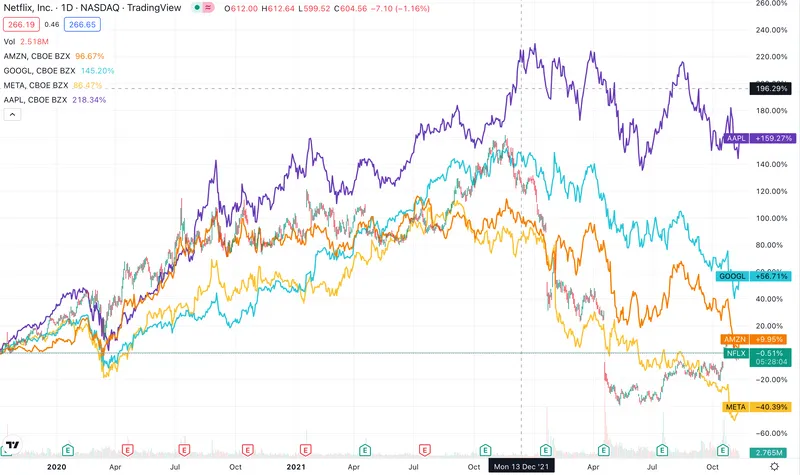 Netflix, Inc. · 1D · NASDAQ · TradingView O612.00 H612.64 L599.52 C604.56 −7.10 (−1.16%)
266.19 0.46 266.65
Vol 2.518M
AMZN, CBOE BZX 96.67%
GOOGL, CBOE BZX 145.20%
META, CBOE BZX 86.47%
AAPL, CBOE BZX 218.34%
260.00%
240.00%
220.00%
196.29%
180.00%
AAPL +159.27%
140.00%
120.00%
100.00%
80.00%
GOOGL +56.71%
40.00%
20.00%
AMZN +9.95%
NFLX −0.51%
05:28:04
−20.00%
META −40.39%
−60.00%
E E E E E E E E E E E E
2.765M
2020 Apr Jul Oct 2021 Apr Jul Oct Mon 13 Dec '21 Apr Jul Oct